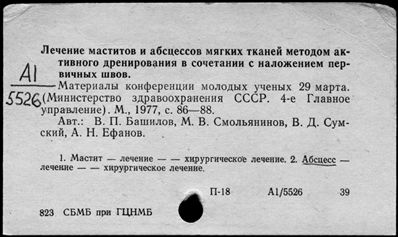 Лечение маститов и абсцессов мягких тканей методом ак-
тивного дренирования в сочетании с наложением пер-
вичных швов.
А1
5526
Материалы конференции молодых ученых 29 марта.
(Министерство здравоохранения СССР. 4-е Главное
управление). М., 1977, с. 86—88.
Авт.: В. П. Башилов, М. В. Смольянинов, В. Д. Сум-
ский, А. Н. Ефанов.
1. Мастит — лечение — — хирургическое лечение. 2. Абсцесс —
лечение — — хирургическое лечение.
П-18 А1/5526 39
823 СБМБ при ГЦНМБ